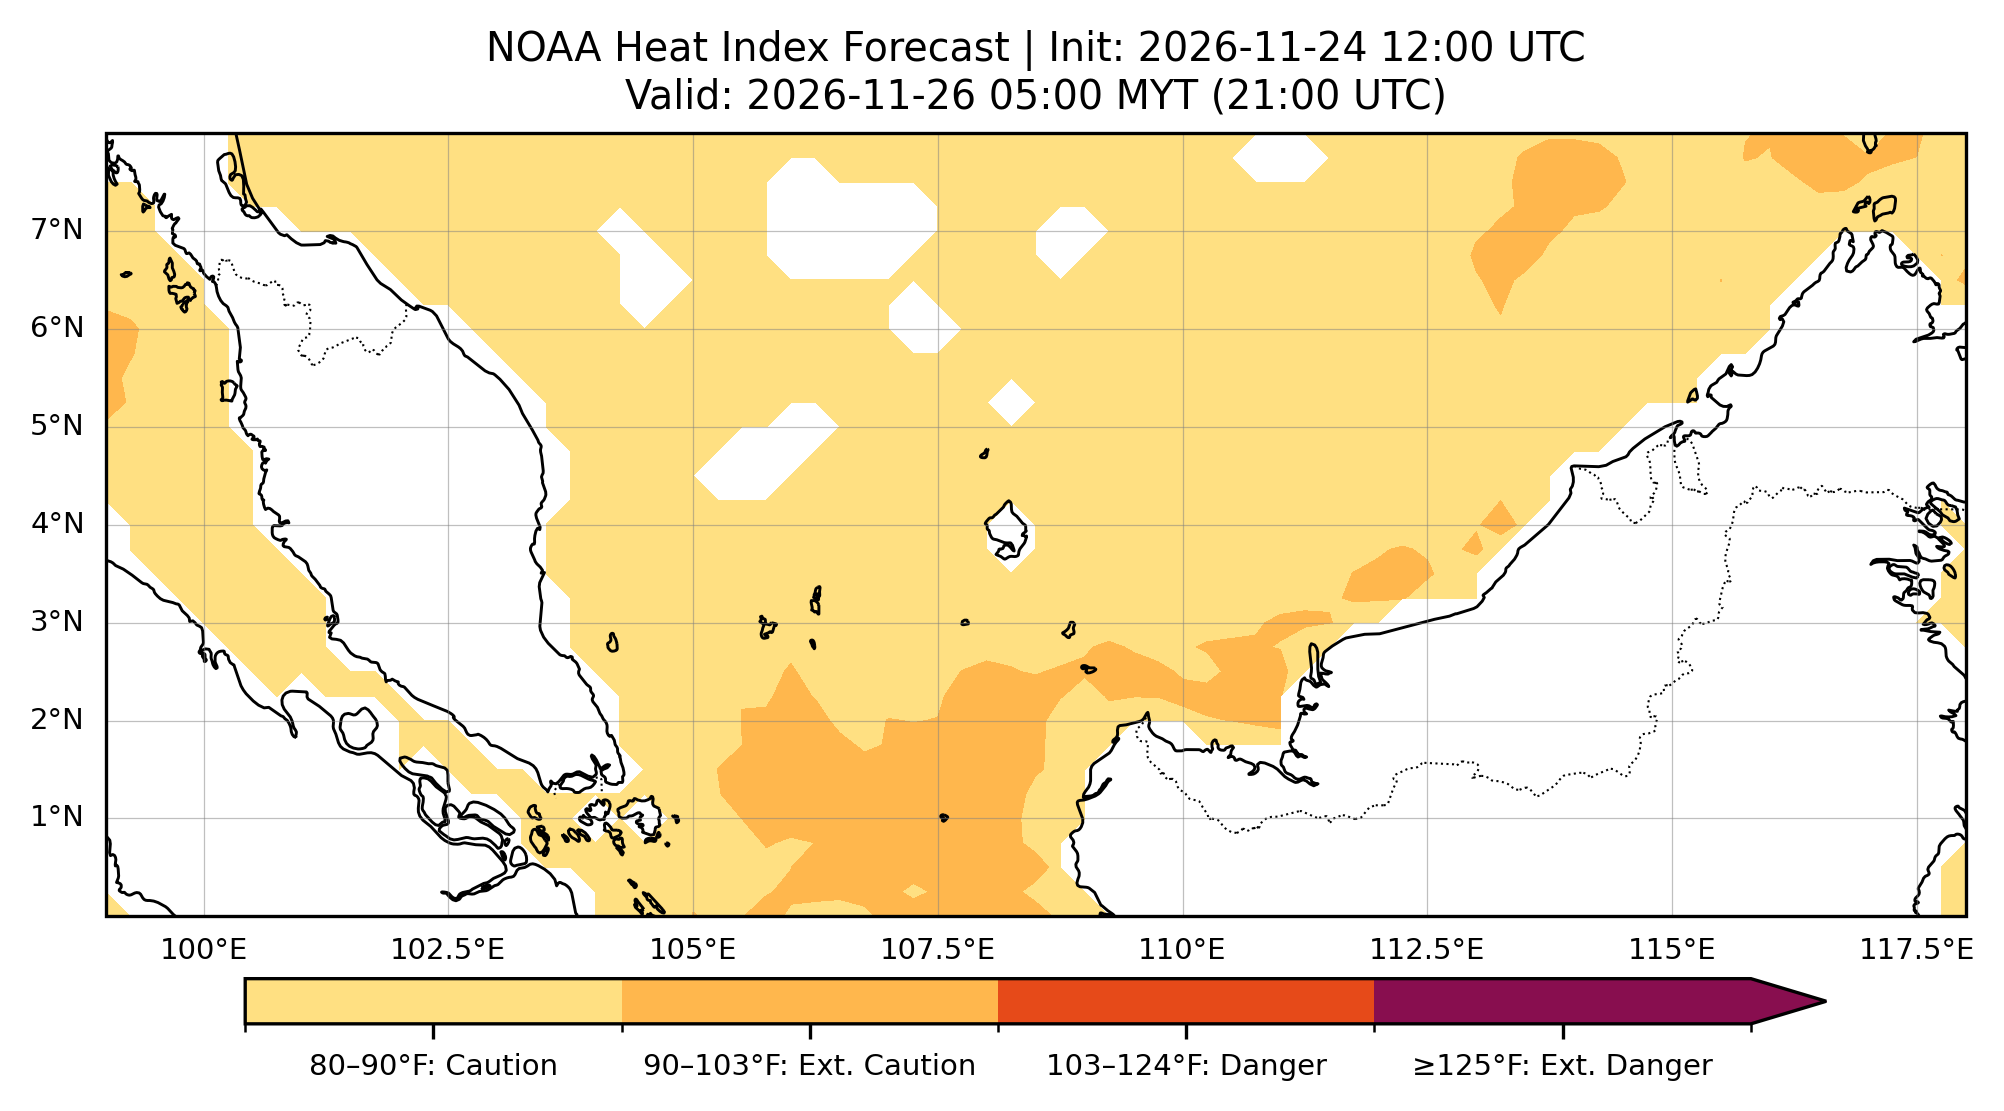 NOAA Heat Index Forecast | Init: 2026-11-24 12:00 UTC
Valid: 2026-11-26 05:00 MYT (21:00 UTC)
7°N
6°N
5°N
4°N
3°N
2°N
1°N
100°E 102.5°E 105°E 107.5°E 110°E 112.5°E 115°E 117.5°E
80–90°F: Caution 90–103°F: Ext. Caution 103–124°F: Danger ≥125°F: Ext. Danger